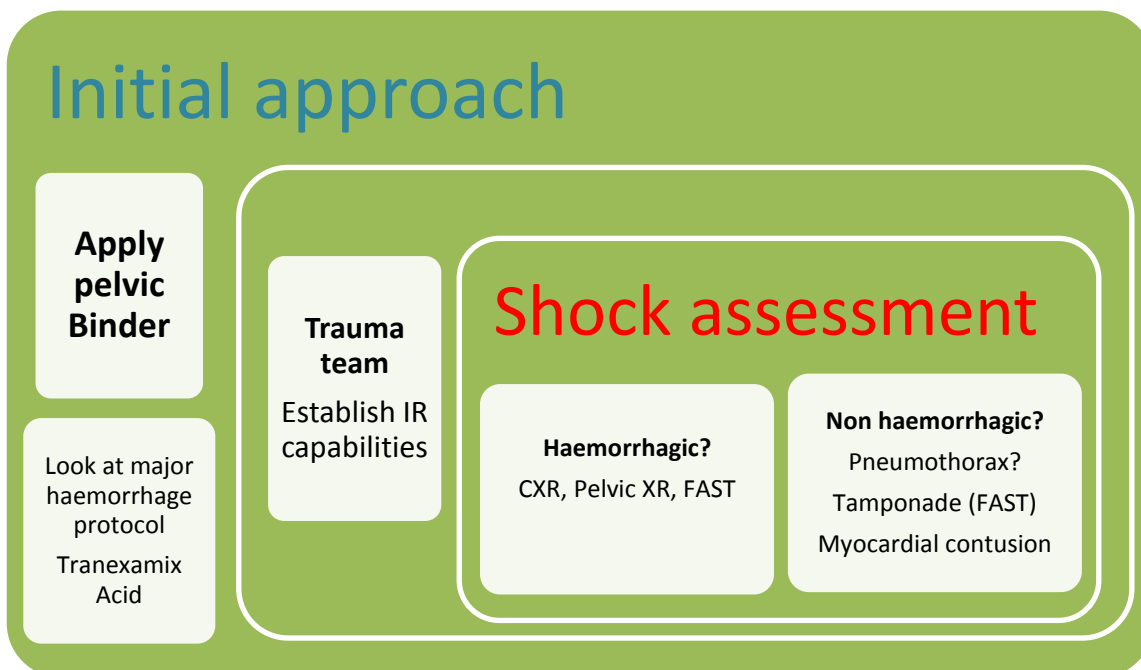 Initial approach
Apply
pelvic
Binder
Look at major
haemorrhage
protocol
Tranexamix
Acid
Trauma
team
Establish IR
capabilities
Shock assessment
Haemorrhagic?
CXR, Pelvic XR, FAST
Non haemorrhagic?
Pneumothorax?
Tamponade (FAST)
Myocardial contusion